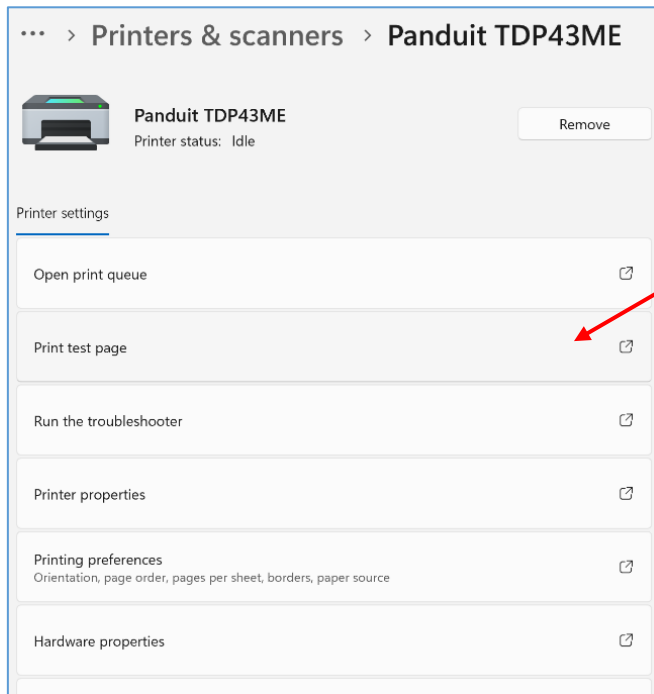 ... > Printers & scanners > Panduit TDP43ME
Panduit TDP43ME
Remove
Printer status: Idle
Printer settings
Open print queue
Print test page
Run the troubleshooter
Printer properties
Printing preferences
Orientation, page order, pages per sheet, borders, paper source
Hardware properties